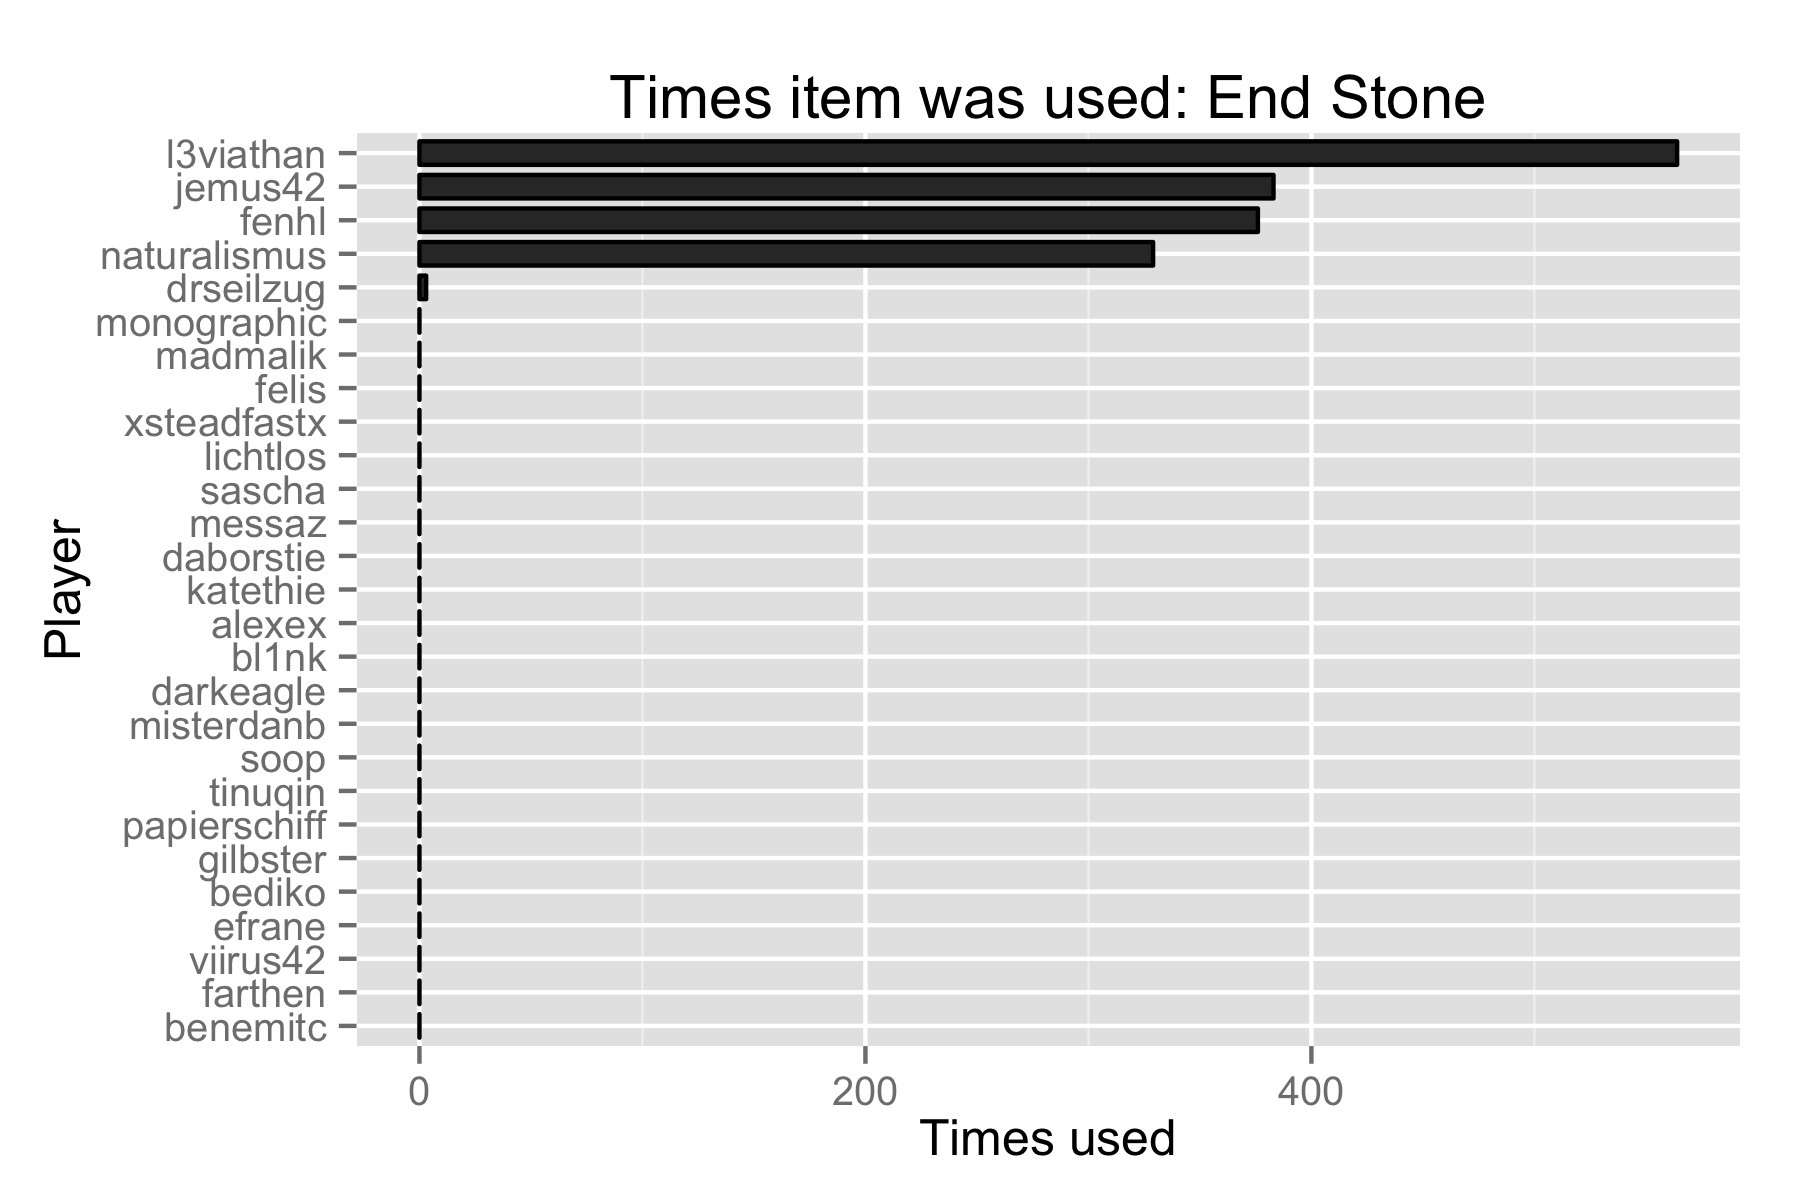 Times item was used: End Stone
l3viathan
jemus42
fenhl
naturalismus
drseilzug
monographic
madmalik
felis
xsteadfastx
lichtlos
sascha
messaz
daborstie
katethie
alexex
bl1nk
darkeagle
misterdanb
soop
tinuqin
papierschiff
gilbster
bediko
efrane
viirus42
farthen
benemitc
Player
0 200 400
Times used